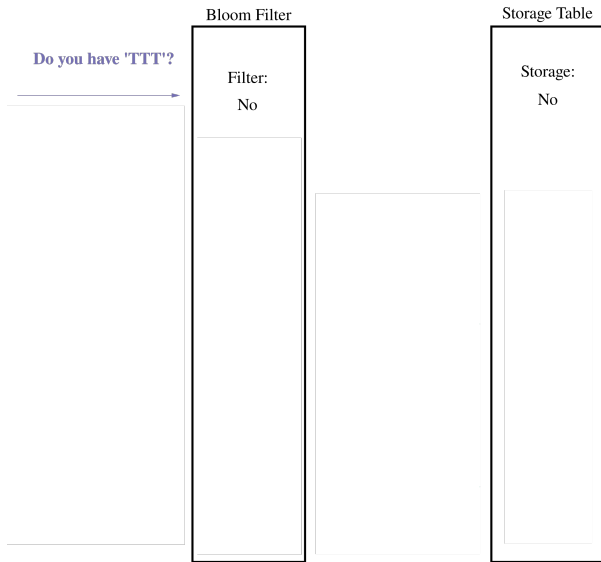 Bloom Filter
Storage Table
Do you have 'TTT'?
Filter:
No
Storage:
No